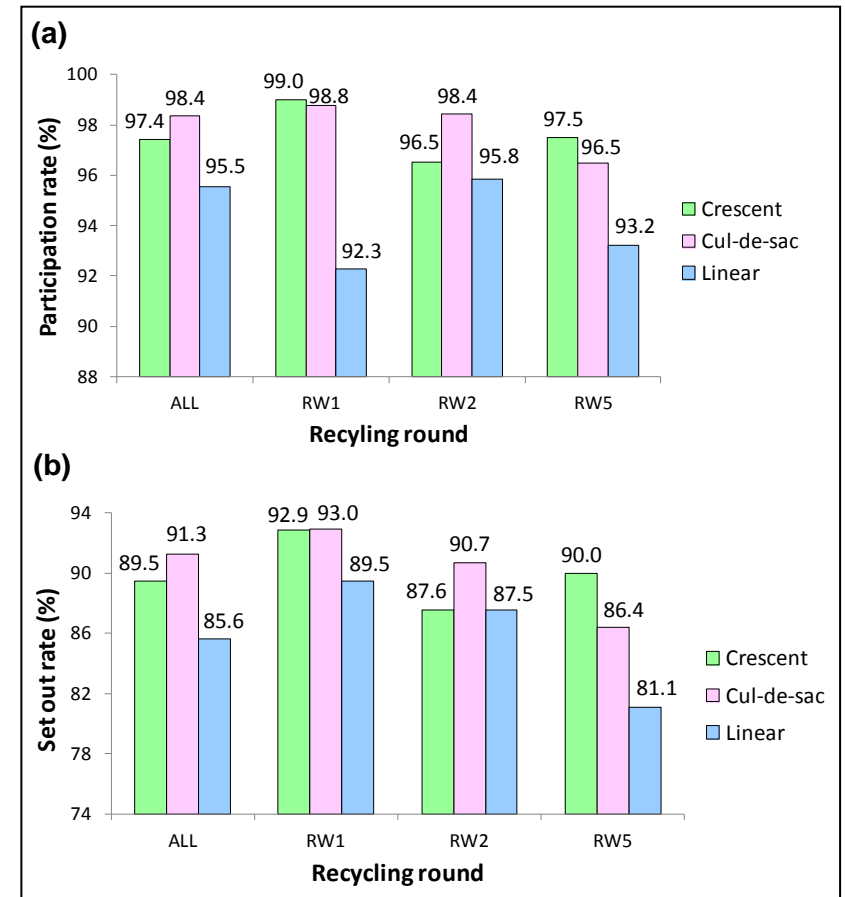 (a)
Participation rate (%)
100
98
96
94
92
90
88
97.4 98.4 95.5
99.0 98.8 92.3
96.5 98.4 95.8
97.5 96.5 93.2
ALL RW1 RW2 RW5
Recyling round
Crescent
Cul-de-sac
Linear
(b)
Set out rate (%)
94
90
86
82
78
74
89.5 91.3 85.6
92.9 93.0 89.5
87.6 90.7 87.5
90.0 86.4 81.1
ALL RW1 RW2 RW5
Recycling round
Crescent
Cul-de-sac
Linear